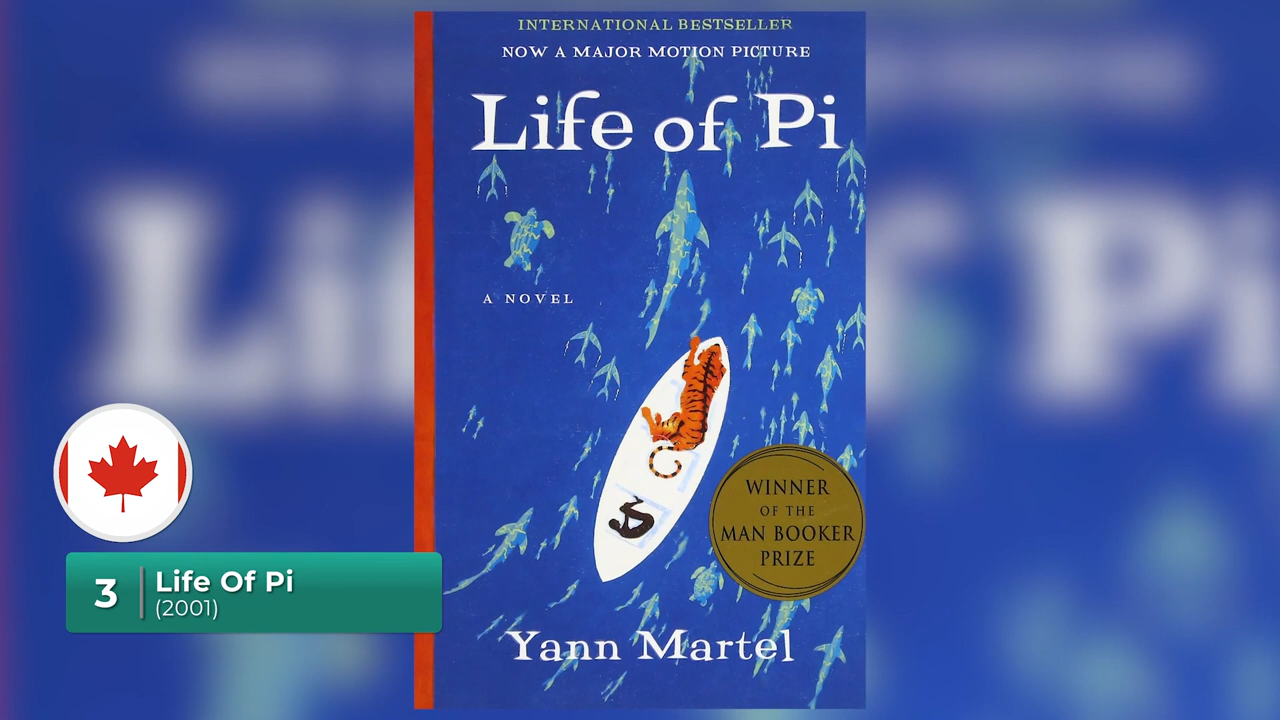 INTERNATIONAL BESTSELLER
NOW A MAJOR MOTION PICTURE
Life of Pi
A NOVEL
WINNER
OF THE
MAN BOOKER
PRIZE
3
Life Of Pi
(2001)
Yann Martel